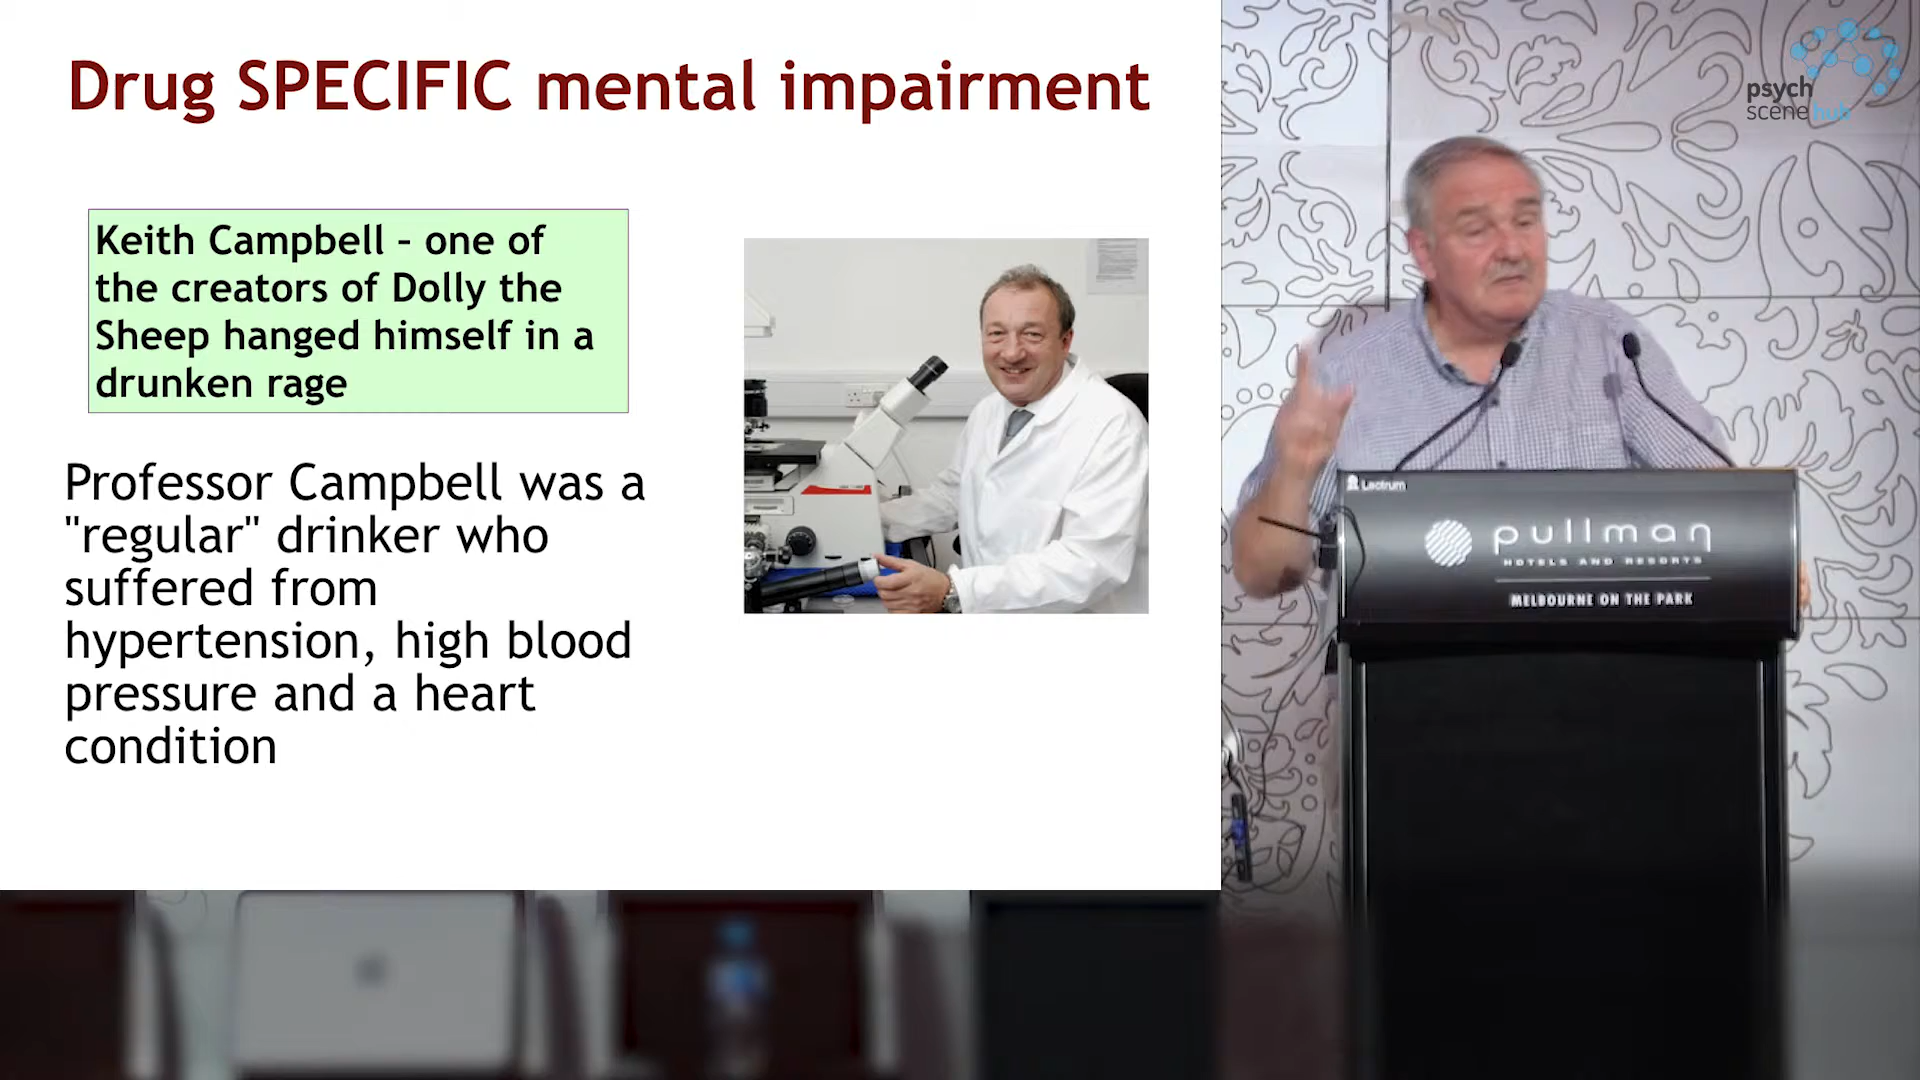 Drug SPECIFIC mental impairment
Keith Campbell – one of
the creators of Dolly the
Sheep hanged himself in a
drunken rage
Professor Campbell was a
"regular" drinker who
suffered from
hypertension, high blood
pressure and a heart
condition
psych
scene hub
Lectrum
pullman
HOTELS AND RESORTS
MELBOURNE ON THE PARK